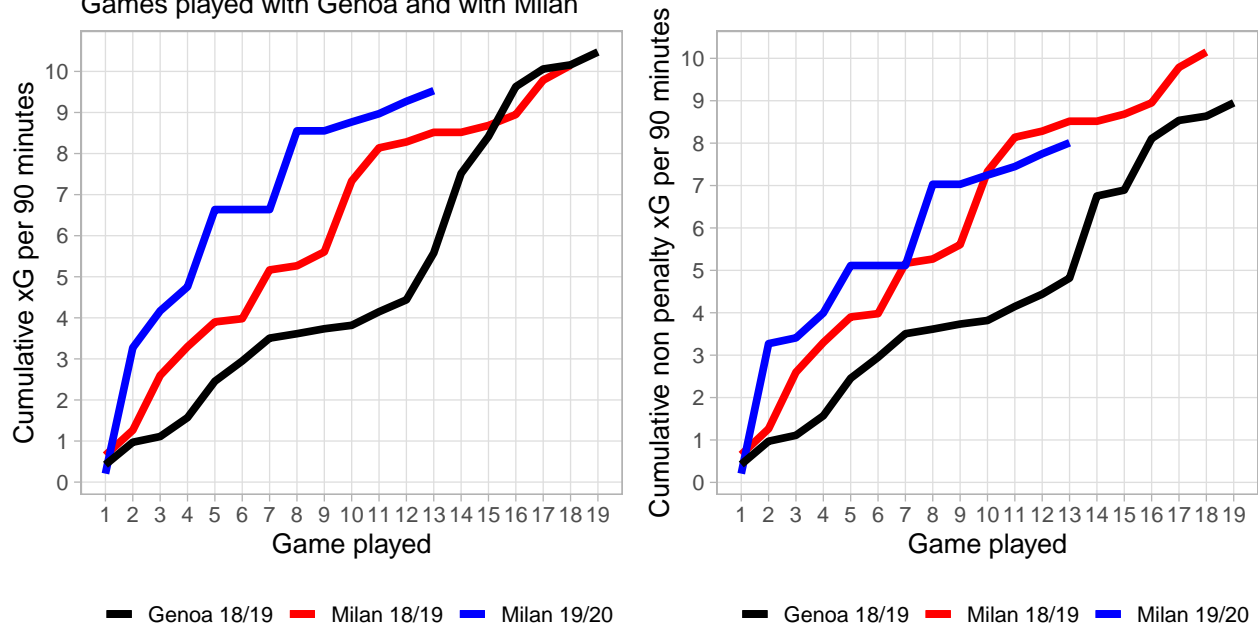 Games played with Genoa and with Milan
Cumulative xG per 90 minutes
10
9
8
7
6
5
4
3
2
1
0
1 2 3 4 5 6 7 8 9 10 11 12 13 14 15 16 17 18 19
Game played
Genoa 18/19 Milan 18/19 Milan 19/20
Cumulative non penalty xG per 90 minutes
10
9
8
7
6
5
4
3
2
1
0
1 2 3 4 5 6 7 8 9 10 11 12 13 14 15 16 17 18 19
Game played
Genoa 18/19 Milan 18/19 Milan 19/20